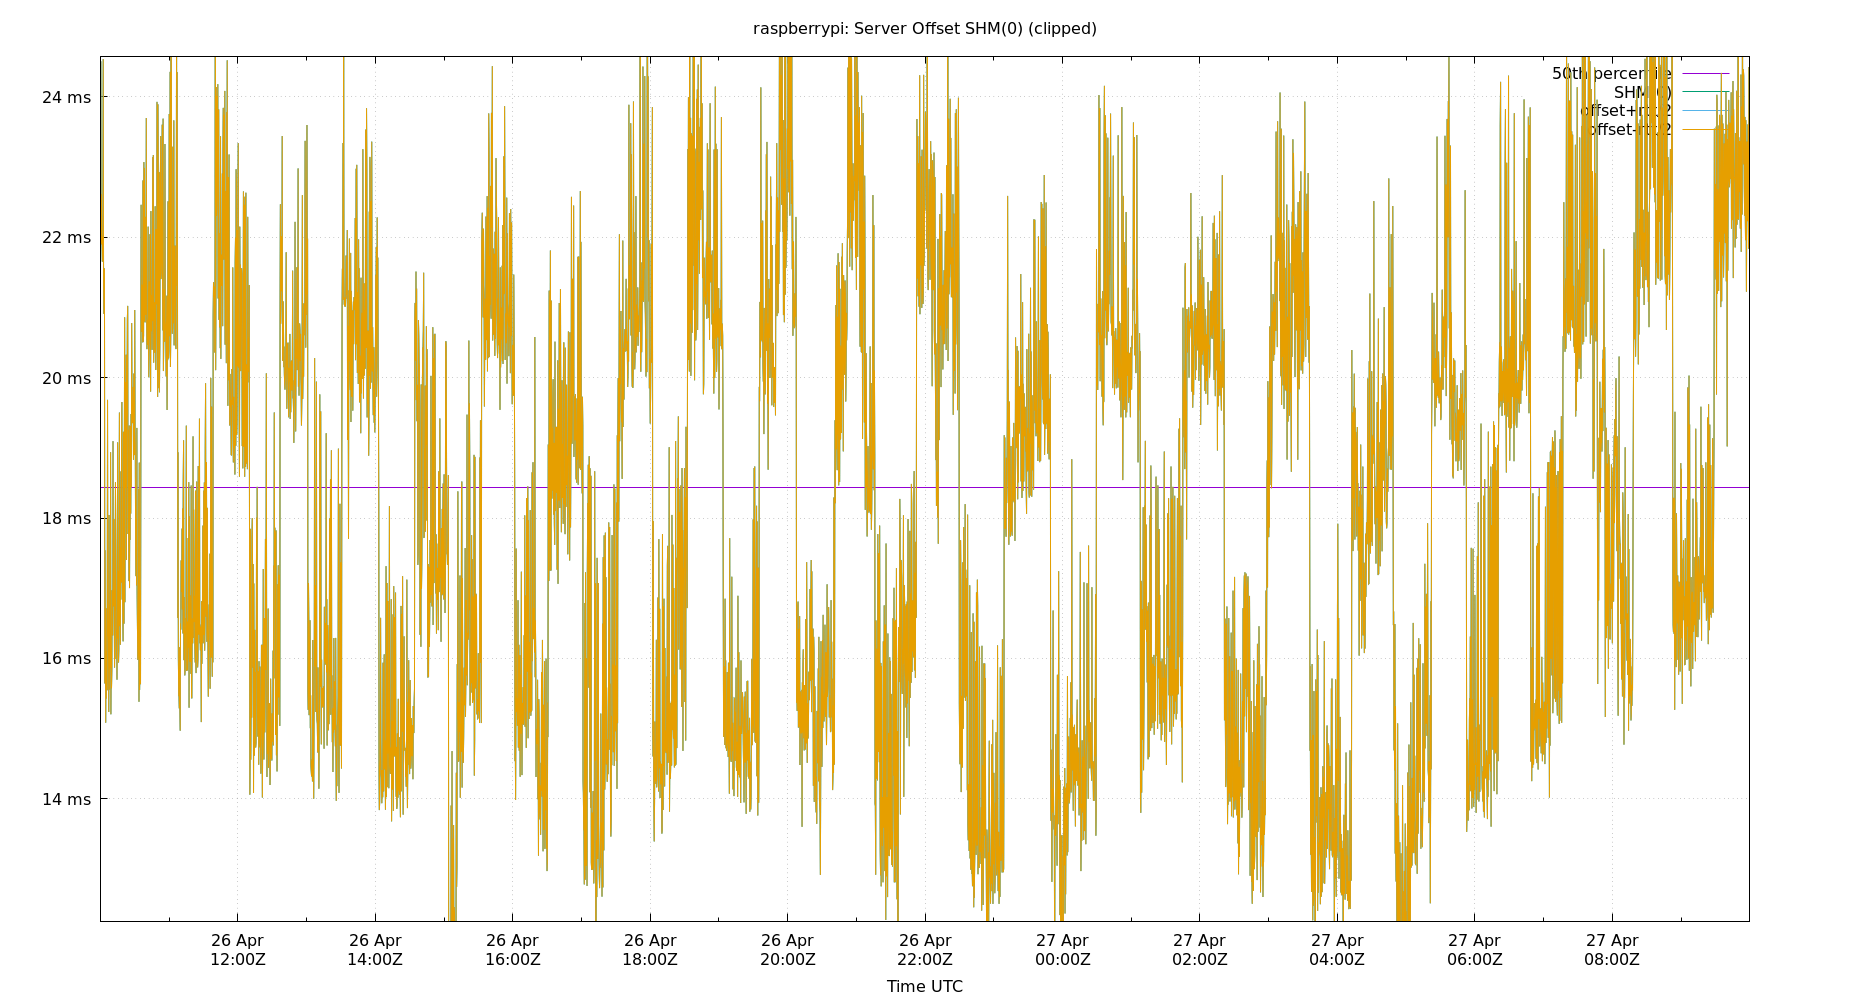 raspberrypi: Server Offset SHM(0) (clipped)
50th percentile
SHM(0)
offset+rtt/2
offset-rtt/2
24 ms
22 ms
20 ms
18 ms
16 ms
14 ms
26 Apr 26 Apr 26 Apr 26 Apr 26 Apr 26 Apr 27 Apr 27 Apr 27 Apr 27 Apr 27 Apr
12:00Z 14:00Z 16:00Z 18:00Z 20:00Z 22:00Z 00:00Z 02:00Z 04:00Z 06:00Z 08:00Z
Time UTC